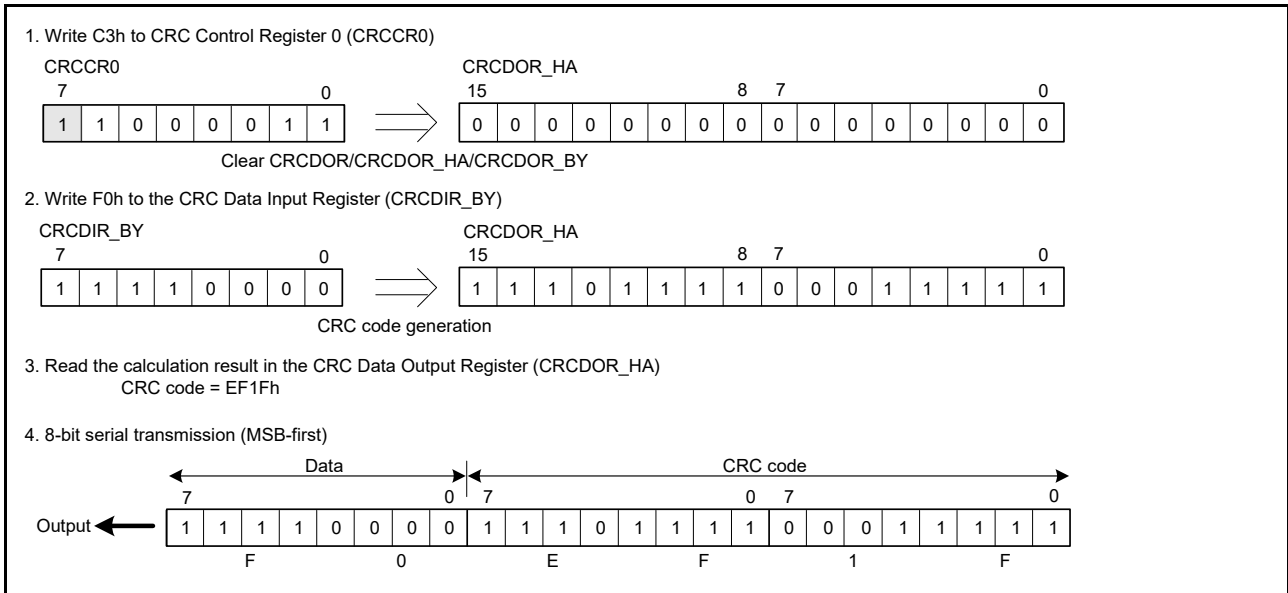 1. Write C3h to CRC Control Register 0 (CRCCR0)
CRCCR0 CRCDOR_HA
7 0 15 8 7 0
1 1 0 0 0 0 1 1 0 0 0 0 0 0 0 0 0 0 0 0 0 0 0 0
Clear CRCDOR/CRCDOR_HA/CRCDOR_BY
2. Write F0h to the CRC Data Input Register (CRCDIR_BY)
CRCDIR_BY CRCDOR_HA
7 0 15 8 7 0
1 1 1 1 0 0 0 0 1 1 1 0 1 1 1 1 0 0 0 1 1 1 1 1
CRC code generation
3. Read the calculation result in the CRC Data Output Register (CRCDOR_HA)
CRC code = EF1Fh
4. 8-bit serial transmission (MSB-first)
Data CRC code
7 0 7 0 7 0
Output 1 1 1 1 0 0 0 0 1 1 1 0 1 1 1 1 0 0 0 1 1 1 1 1
F 0 E F 1 F